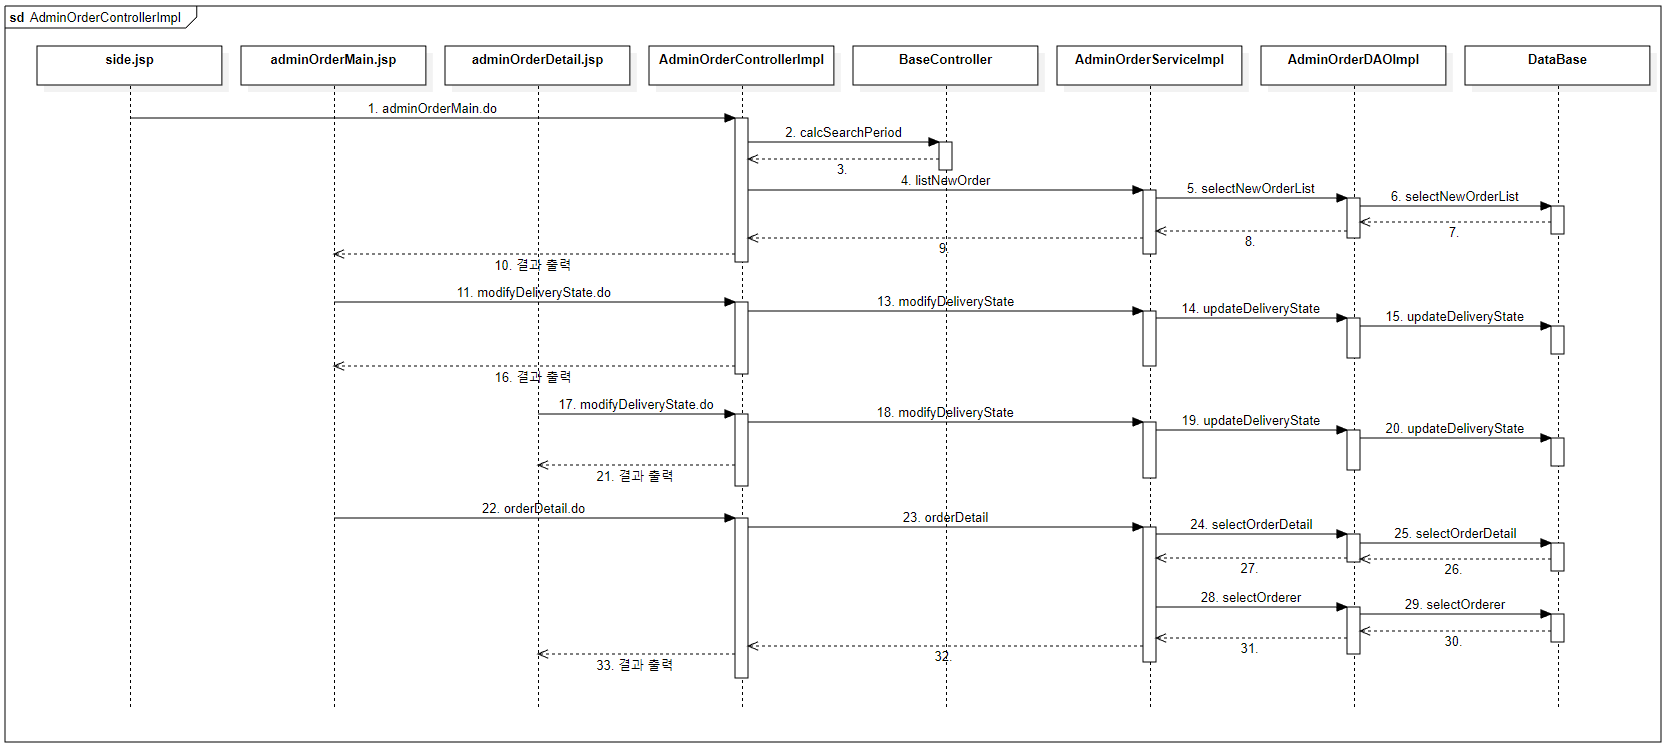 sd AdminOrderControllerImpl
side.jsp
adminOrderMain.jsp
adminOrderDetail.jsp
AdminOrderControllerImpl
BaseController
AdminOrderServiceImpl
AdminOrderDAOImpl
DataBase
1. adminOrderMain.do
2. calcSearchPeriod
3.
4. listNewOrder
5. selectNewOrderList
6. selectNewOrderList
7.
8.
9.
10. 결과 출력
11. modifyDeliveryState.do
13. modifyDeliveryState
14. updateDeliveryState
15. updateDeliveryState
16. 결과 출력
17. modifyDeliveryState.do
18. modifyDeliveryState
19. updateDeliveryState
20. updateDeliveryState
21. 결과 출력
22. orderDetail.do
23. orderDetail
24. selectOrderDetail
25. selectOrderDetail
26.
27.
28. selectOrderer
29. selectOrderer
30.
31.
32.
33. 결과 출력